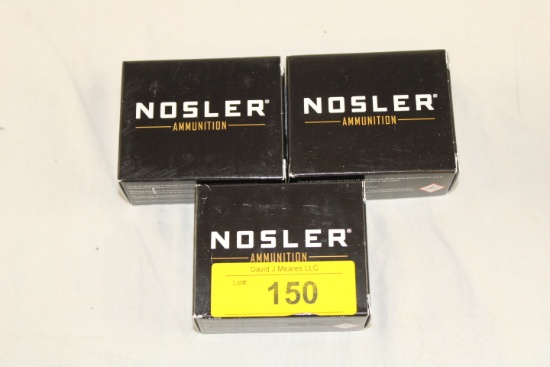 NOSLER®
AMMUNITION
NOSLER®
AMMUNITION
NOSLER®
AMMUNITION
David J Meares LLC
Lot#:
150